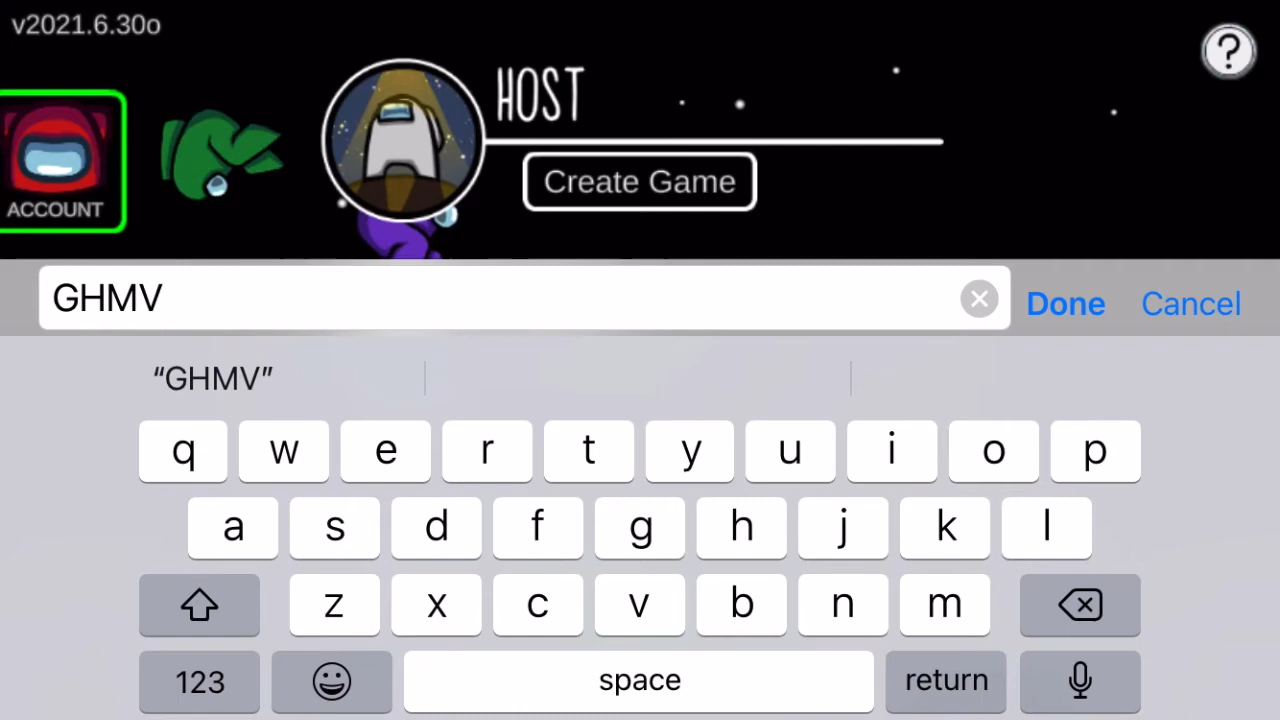 v2021.6.30o
?
HOST
ACCOUNT
Create Game
GHMV
Done Cancel
“GHMV”
q w e r t y u i o p
a s d f g h j k l
z x c v b n m
123 space return